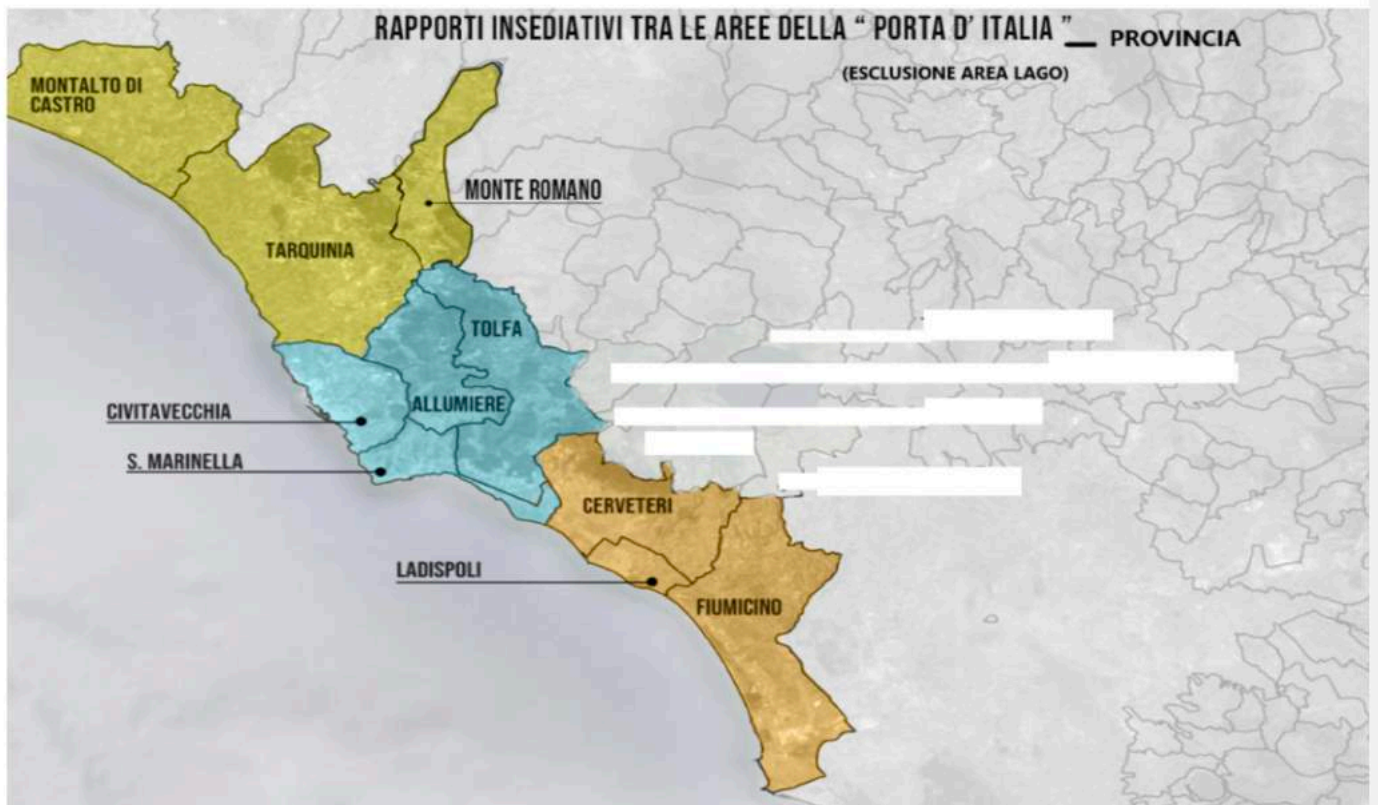 RAPPORTI INSEDIATIVI TRA LE AREE DELLA “ PORTA D’ ITALIA ” — PROVINCIA
(ESCLUSIONE AREA LAGO)
MONTALTO DI
CASTRO
MONTE ROMANO
TARQUINIA
TOLFA
ALLUMIERE
CIVITAVECCHIA
S. MARINELLA
CERVETERI
LADISPOLI
FIUMICINO